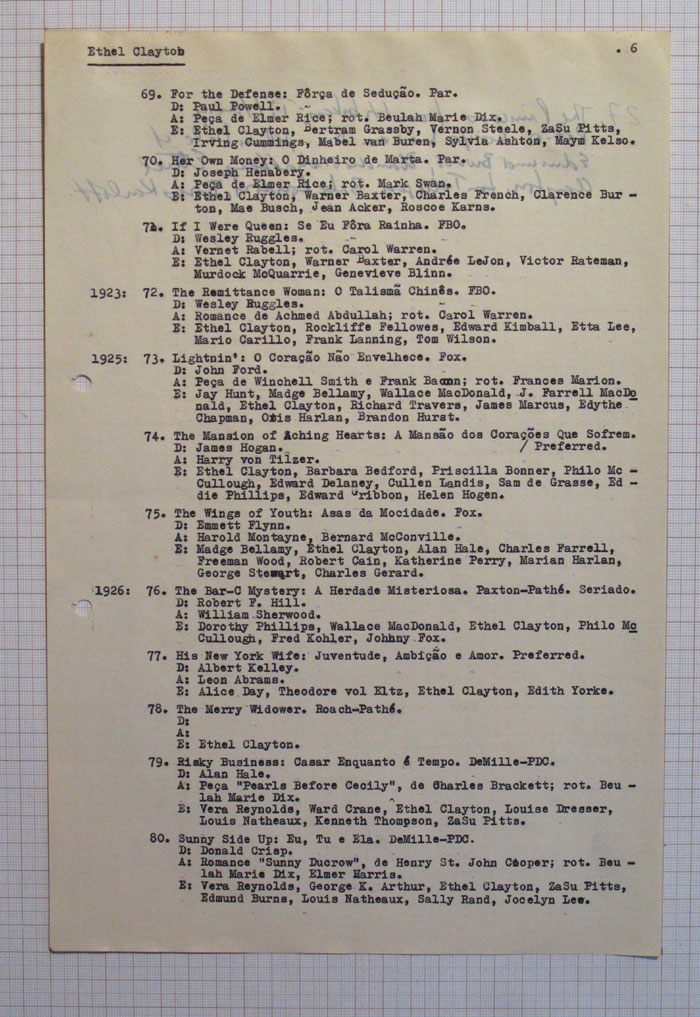 Ethel Clayton
. 6
69. For the Defense: Fôrça de Sedução. Par.
D: Paul Powell.
A: Peça de Elmer Rice; rot. Beulah Marie Dix.
E: Ethel Clayton, Bertram Grassby, Vernon Steele, ZaSu Pitts,
Irving Cummings, Mabel van Buren, Sylvia Ashton, Maym Kelso.
70. Her Own Money: O Dinheiro de Marta. Par.
D: Joseph Henabery.
A: Peça de Elmer Rice; rot. Mark Swan.
E: Ethel Clayton, Warner Baxter, Charles French, Clarence Bur -
ton, Mae Busch, Jean Acker, Roscoe Karns.
71. If I Were Queen: Se Eu Fôra Rainha. FBO.
D: Wesley Ruggles.
A: Vernet Rabell; rot. Carol Warren.
E: Ethel Clayton, Warner Baxter, Andrée LeJon, Victor Rateman,
Murdock McQuarrie, Genevieve Blinn.
1923: 72. The Remittance Woman: O Talismã Chinês. FBO.
D: Wesley Ruggles.
A: Romance de Achmed Abdullah; rot. Carol Warren.
E: Ethel Clayton, Rockliffe Fellowes, Edward Kimball, Etta Lee,
Mario Carillo, Frank Lanning, Tom Wilson.
1925: 73. Lightnin': O Coração Não Envelhece. Fox.
D: John Ford.
A: Peça de Winchell Smith e Frank Bacon; rot. Frances Marion.
E: Jay Hunt, Madge Bellamy, Wallace MacDonald, J. Farrell MacDo
nald, Ethel Clayton, Richard Travers, James Marcus, Edythe
Chapman, Otis Harlan, Brandon Hurst.
74. The Mansion of Aching Hearts: A Mansão dos Corações Que Sofrem.
D: James Hogan. / Preferred.
A: Harry von Tilzer.
E: Ethel Clayton, Barbara Bedford, Priscilla Bonner, Philo Mc -
Cullough, Edward Delaney, Cullen Landis, Sam de Grasse, Ed -
die Phillips, Edward Gribbon, Helen Hogen.
75. The Wings of Youth: Asas da Mocidade. Fox.
D: Emmett Flynn.
A: Harold Montayne, Bernard McConville.
E: Madge Bellamy, Ethel Clayton, Alan Hale, Charles Farrell,
Freeman Wood, Robert Cain, Katherine Perry, Marian Harlan,
George Stewart, Charles Gerard.
1926: 76. The Bar-C Mystery: A Herdade Misteriosa. Paxton-Pathé. Seriado.
D: Robert F. Hill.
A: William Sherwood.
E: Dorothy Phillips, Wallace MacDonald, Ethel Clayton, Philo Mc
Cullough, Fred Kohler, Johhny Fox.
77. His New York Wife: Juventude, Ambição e Amor. Preferred.
D: Albert Kelley.
A: Leon Abrams.
E: Alice Day, Theodore vol Eltz, Ethel Clayton, Edith Yorke.
78. The Merry Widower. Roach-Pathé.
D:
A:
E: Ethel Clayton.
79. Risky Business: Casar Enquanto é Tempo. DeMille-PDC.
D: Alan Hale.
A: Peça "Pearls Before Cecily", de Charles Brackett; rot. Beu -
lah Marie Dix.
E: Vera Reynolds, Ward Crane, Ethel Clayton, Louise Dresser,
Louis Natheaux, Kenneth Thompson, ZaSu Pitts.
80. Sunny Side Up: Eu, Tu e Ela. DeMille-PDC.
D: Donald Crisp.
A: Romance "Sunny Ducrow", de Henry St. John Cooper; rot. Beu -
lah Marie Dix, Elmer Harris.
E: Vera Reynolds, George K. Arthur, Ethel Clayton, ZaSu Pitts,
Edmund Burns, Louis Natheaux, Sally Rand, Jocelyn Lee.